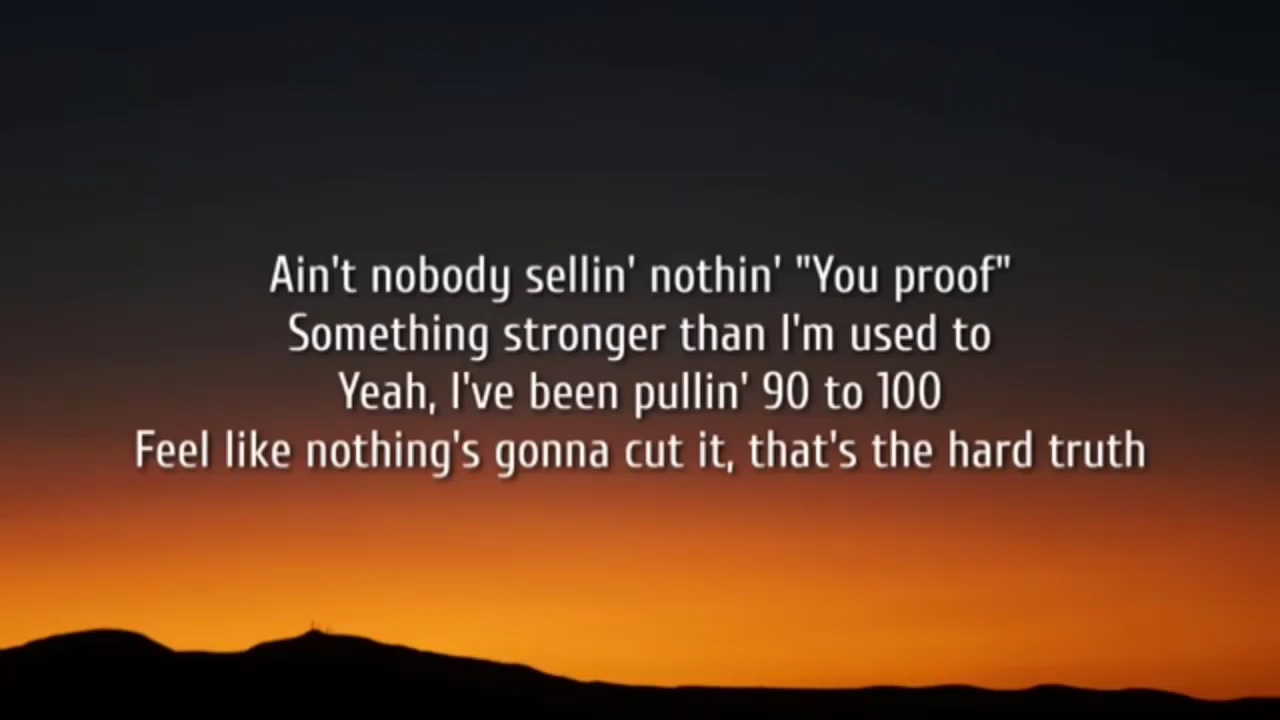 Ain't nobody sellin' nothin' "You proof"
Something stronger than I'm used to
Yeah, I've been pullin' 90 to 100
Feel like nothing's gonna cut it, that's the hard truth